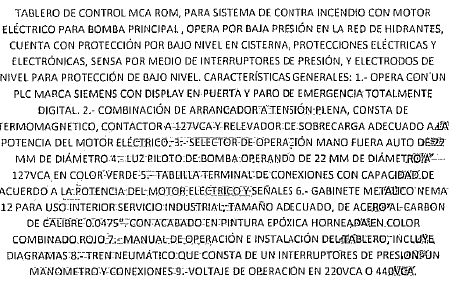 TABLERO DE CONTROL MCA ROM, PARA SISTEMA DE CONTRA INCENDIO CON MOTOR
ELÉCTRICO PARA BOMBA PRINCIPAL , OPERA POR BAJA PRESIÓN EN LA RED DE HIDRANTES,
CUENTA CON PROTECCIÓN POR BAJO NIVEL EN CISTERNA, PROTECCIONES ELÉCTRICAS Y
ELECTRÓNICAS, SENSA POR MEDIO DE INTERRUPTORES DE PRESIÓN, Y ELECTRODOS DE
NIVEL PARA PROTECCIÓN DE BAJO NIVEL. CARACTERÍSTICAS GENERALES: 1.- OPERA CON UN
PLC MARCA SIEMENS CON DISPLAY EN PUERTA Y PARO DE EMERGENCIA TOTALMENTE
DIGITAL. 2.- COMBINACIÓN DE ARRANCADOR A TENSIÓN PLENA, CONSTA DE
TERMOMAGNETICO, CONTACTOR A 127VCA Y RELEVADOR DE SOBRECARGA ADECUADO A LA
POTENCIA DEL MOTOR ELÉCTRICO 3.- SELECTOR DE OPERACIÓN MANO FUERA AUTO DE 22
MM DE DIÁMETRO 4.- LUZ PILOTO DE BOMBA OPERANDO DE 22 MM DE DIÁMETRO A
127VCA EN COLOR VERDE 5.- TABLILLA TERMINAL DE CONEXIONES CON CAPACIDAD DE
ACUERDO A LA POTENCIA DEL MOTOR ELÉCTRICO Y SEÑALES 6.- GABINETE METÁLICO NEMA
12 PARA USO INTERIOR SERVICIO INDUSTRIAL, TAMAÑO ADECUADO, DE ACERO AL CARBON
DE CALIBRE 0.0475", CON ACABADO EN PINTURA EPÓXICA HORNEADA EN COLOR
COMBINADO ROJO 7.- MANUAL DE OPERACIÓN E INSTALACIÓN DEL TABLERO, INCLUYE
DIAGRAMAS 8.- TREN NEUMÁTICO QUE CONSTA DE UN INTERRUPTORES DE PRESIÓN UN
MANÓMETRO Y CONEXIONES 9.-VOLTAJE DE OPERACIÓN EN 220VCA O 440VCA.